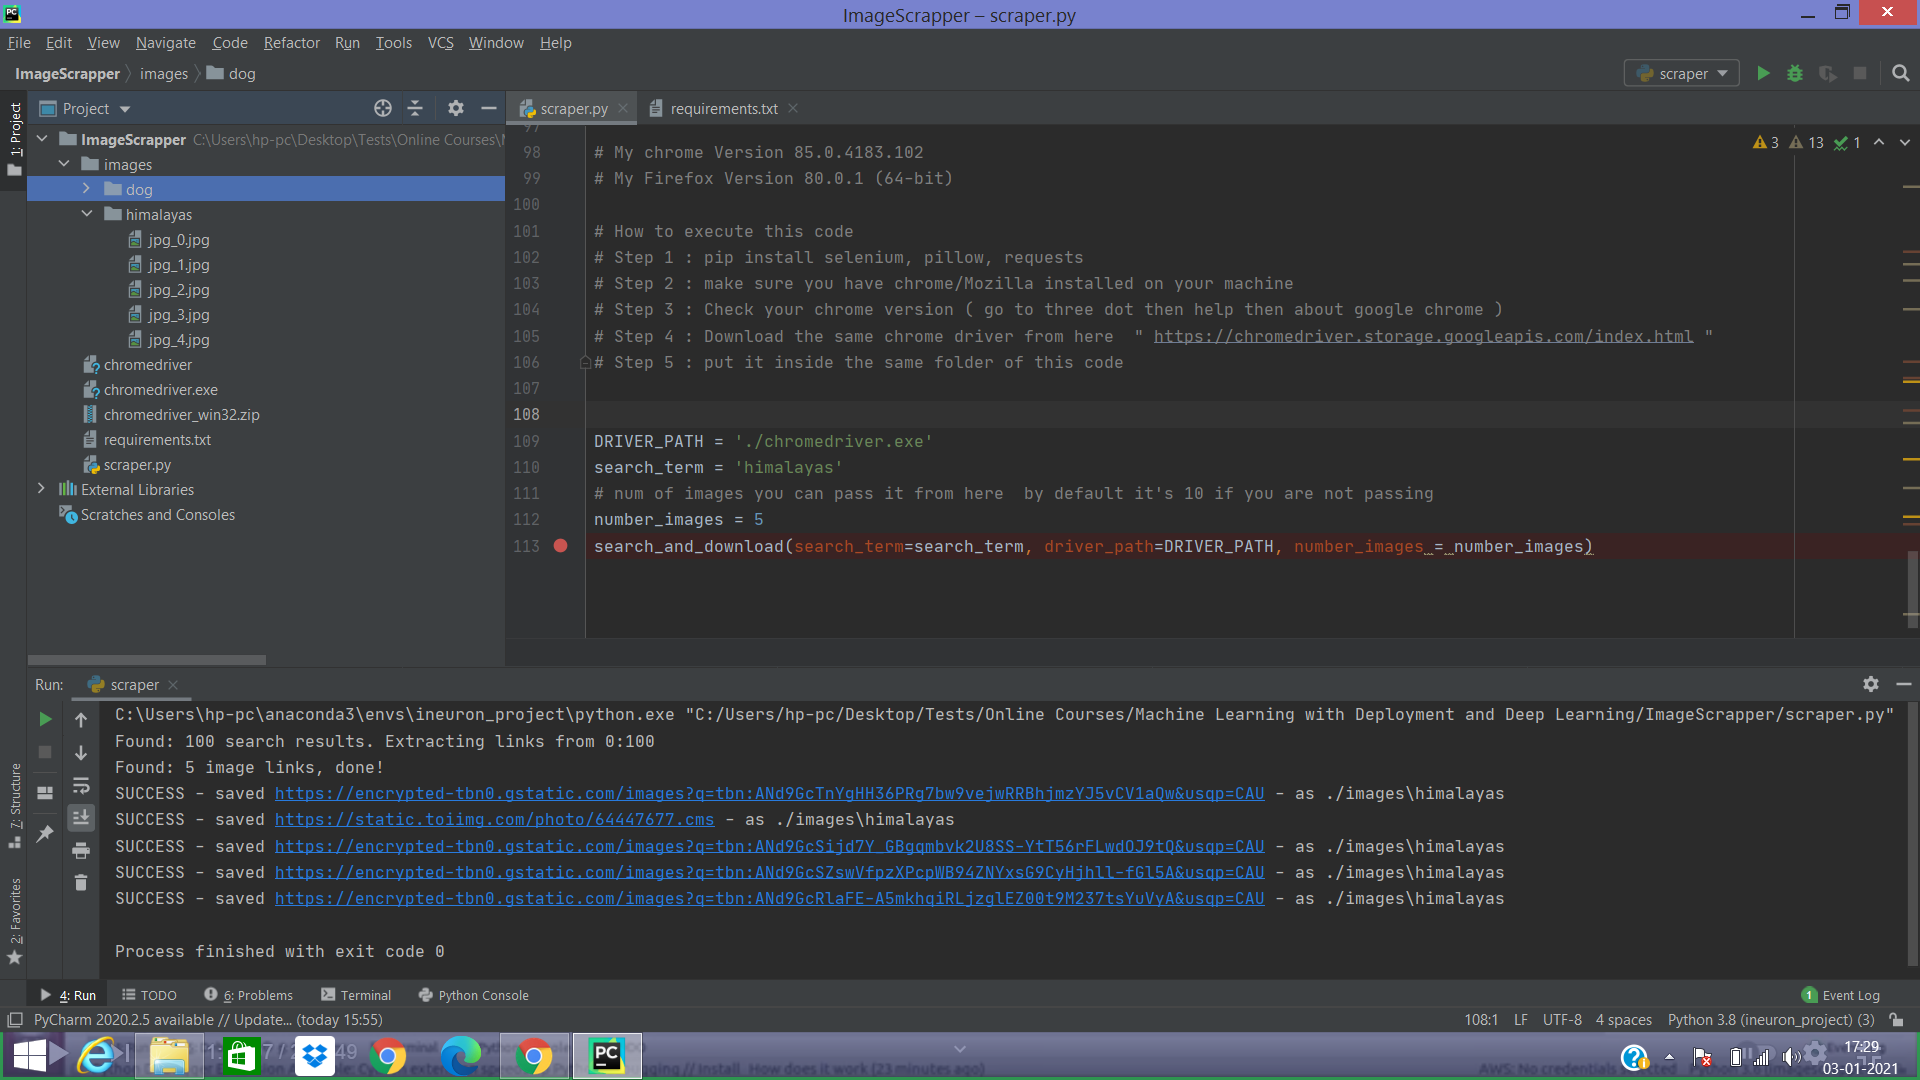 PC
ImageScrapper – scraper.py
File Edit View Navigate Code Refactor Run Tools VCS Window Help
ImageScrapper images dog
scraper
1: Project
Project
scraper.py
requirements.txt
ImageScrapper C:\Users\hp-pc\Desktop\Tests\Online Courses\
images
dog
himalayas
jpg_0.jpg
jpg_1.jpg
jpg_2.jpg
jpg_3.jpg
jpg_4.jpg
chromedriver
chromedriver.exe
chromedriver_win32.zip
requirements.txt
scraper.py
External Libraries
Scratches and Consoles
3 13 1
97
98 # My chrome Version 85.0.4183.102
99 # My Firefox Version 80.0.1 (64-bit)
100
101 # How to execute this code
102 # Step 1 : pip install selenium, pillow, requests
103 # Step 2 : make sure you have chrome/Mozilla installed on your machine
104 # Step 3 : Check your chrome version ( go to three dot then help then about google chrome )
105 # Step 4 : Download the same chrome driver from here " https://chromedriver.storage.googleapis.com/index.html "
106 # Step 5 : put it inside the same folder of this code
107
108
109 DRIVER_PATH = './chromedriver.exe'
110 search_term = 'himalayas'
111 # num of images you can pass it from here by default it's 10 if you are not passing
112 number_images = 5
113 search_and_download(search_term=search_term, driver_path=DRIVER_PATH, number_images = number_images)
Run: scraper
C:\Users\hp-pc\anaconda3\envs\ineuron_project\python.exe "C:/Users/hp-pc/Desktop/Tests/Online Courses/Machine Learning with Deployment and Deep Learning/ImageScrapper/scraper.py"
Found: 100 search results. Extracting links from 0:100
Found: 5 image links, done!
SUCCESS - saved https://encrypted-tbn0.gstatic.com/images?q=tbn:ANd9GcTnYgHH36PRg7bw9vejwRRBhjmzYJ5vCV1aQw&usqp=CAU - as ./images\himalayas
SUCCESS - saved https://static.toiimg.com/photo/64447677.cms - as ./images\himalayas
SUCCESS - saved https://encrypted-tbn0.gstatic.com/images?q=tbn:ANd9GcSijd7Y_GBgqmbvk2U8SS-YtT56rFLwdOJ9tQ&usqp=CAU - as ./images\himalayas
SUCCESS - saved https://encrypted-tbn0.gstatic.com/images?q=tbn:ANd9GcSZswVfpzXPcpWB94ZNYxsG9CyHjhll-fGl5A&usqp=CAU - as ./images\himalayas
SUCCESS - saved https://encrypted-tbn0.gstatic.com/images?q=tbn:ANd9GcRlaFE-A5mkhqiRLjzglEZ00t9M237tsYuVyA&usqp=CAU - as ./images\himalayas
Process finished with exit code 0
7: Structure
2: Favorites
4: Run TODO 6: Problems Terminal Python Console
1 Event Log
PyCharm 2020.2.5 available // Update... (today 15:55)
108:1 LF UTF-8 4 spaces Python 3.8 (ineuron_project) (3)
PC
17:29
03-01-2021
// Install How does it work (23 minutes ago)
AWS: No credentials selected